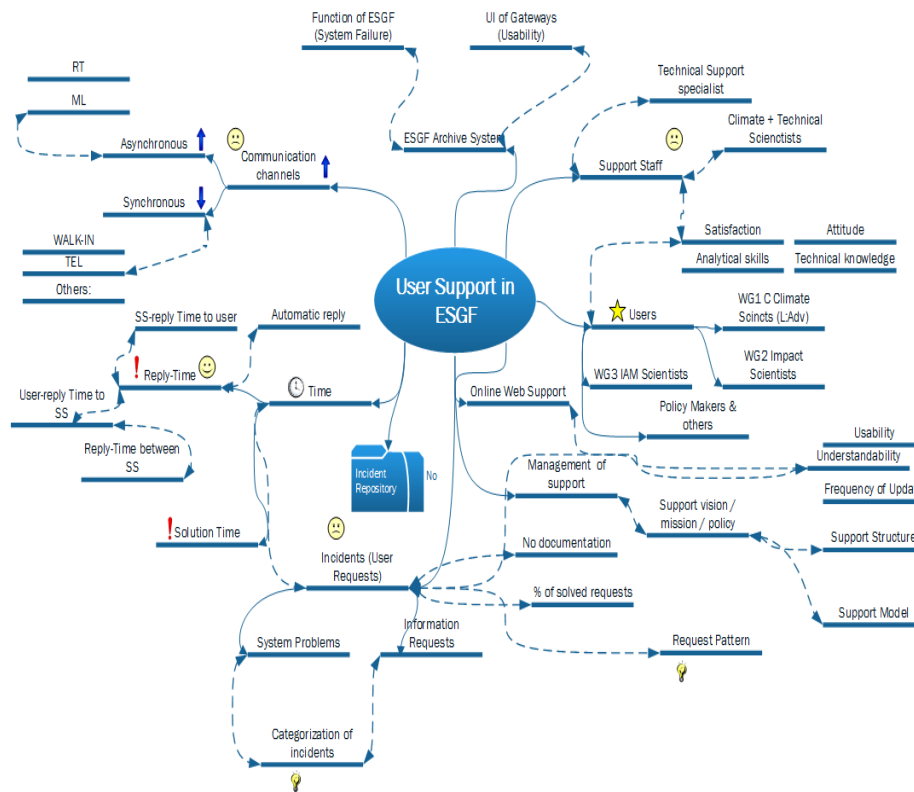 Function of ESGF
(System Failure)
UI of Gateways
(Usability)
RT
ML
Asynchronous
Synchronous
Communication
channels
WALK-IN
TEL
Others:
ESGF Archive System
Technical Support
specialist
Climate + Technical
Scienctists
Support Staff
Satisfaction
Attitude
Analytical skills
Technical knowledge
User Support in
ESGF
Users
WG1 C Climate
Scincts (L:Adv)
WG2 Impact
Scientists
WG3 IAM Scientists
Policy Makers &
others
SS-reply Time to user
Automatic reply
Reply-Time
User-reply Time to
SS
Reply-Time between
SS
Time
Solution Time
Incident
Repository
No
Online Web Support
Usability
Understandability
Frequency of Updat
Management of
support
Support vision /
mission / policy
Support Structure
Support Model
Incidents (User
Requests)
No documentation
% of solved requests
Request Pattern
System Problems
Information
Requests
Categorization of
incidents